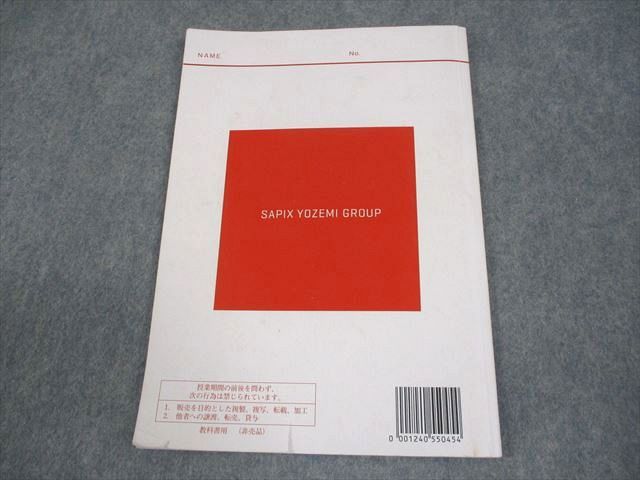 NAME No.
SAPIX YOZEMI GROUP
授業期間の前後を問わず、
次の行為は禁じられています。
1. 販売を目的とした複製、複写、転載、加工
2. 他者への譲渡、転売、貸与
教科書用 (非売品)
0 001240 550454